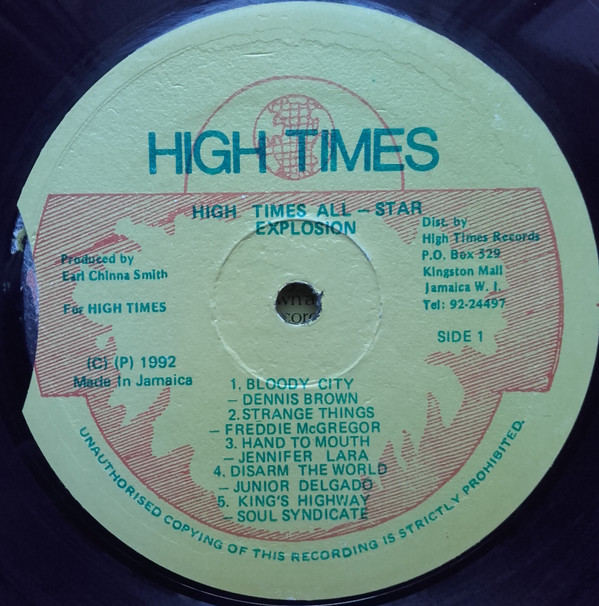 HIGH TIMES
HIGH TIMES ALL-STAR
EXPLOSION
Produced by
Earl Chinna Smith
For HIGH TIMES
(C) (P) 1992
Made In Jamaica
Dist. by
High Times Records
P.O. Box 329
Kingston Mall
Jamaica W. I.
Tel: 92-24497
SIDE 1
1. BLOODY CITY
— DENNIS BROWN
2. STRANGE THINGS
— FREDDIE McGREGOR
3. HAND TO MOUTH
— JENNIFER LARA
4. DISARM THE WORLD
— JUNIOR DELGADO
5. KING'S HIGHWAY
— SOUL SYNDICATE
UNAUTHORISED COPYING OF THIS RECORDING IS STRICTLY PROHIBITED.